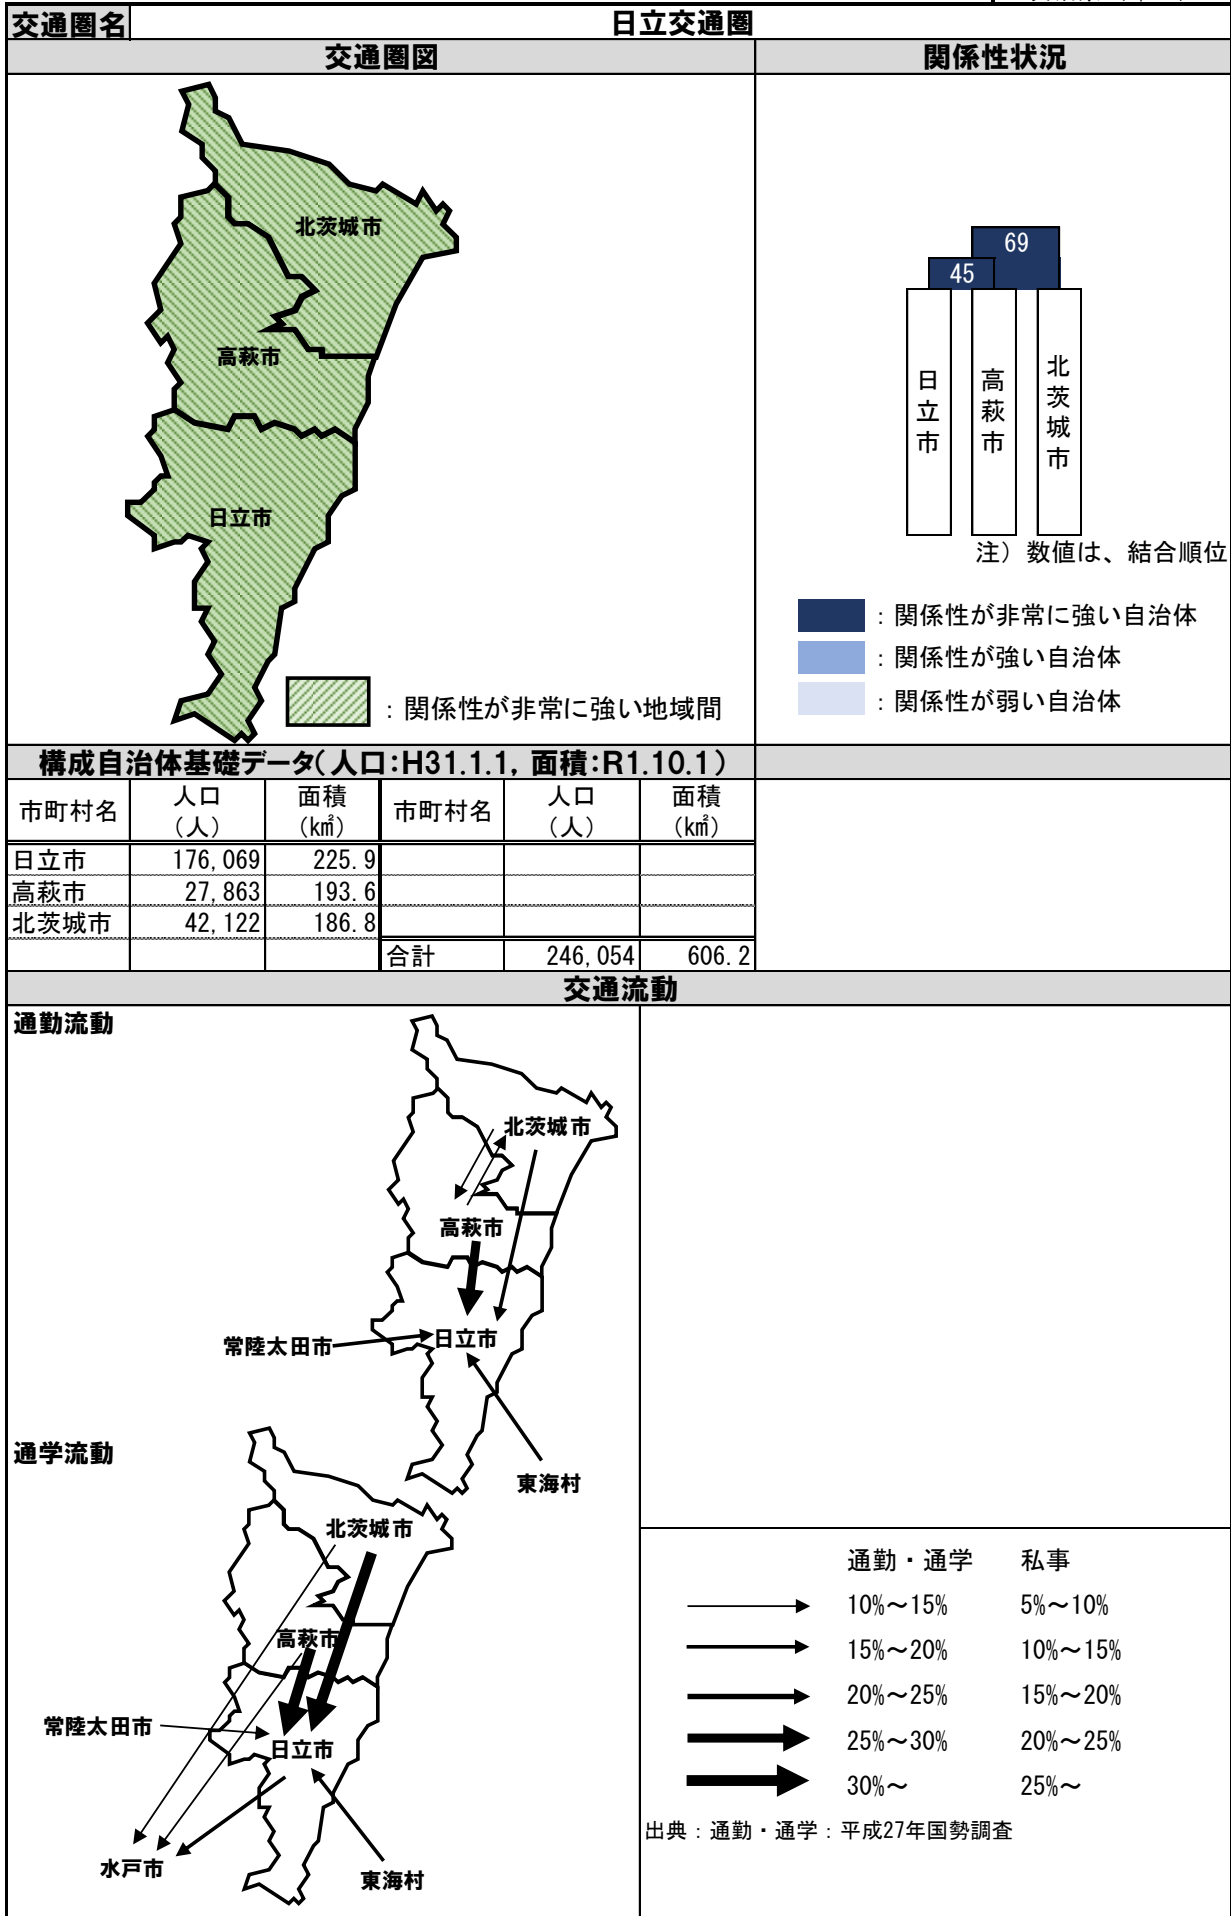 交通圏名
日立交通圏
交通圏図
関係性状況
北茨城市
高萩市
日立市
：関係性が非常に強い地域間
69
45
日立市
高萩市
北茨城市
注）数値は、結合順位
：関係性が非常に強い自治体
：関係性が強い自治体
：関係性が弱い自治体
構成自治体基礎データ（人口：H31.1.1，面積：R1.10.1）
市町村名 人口（人） 面積（㎢） 市町村名 人口（人） 面積（㎢）
日立市 176,069 225.9
高萩市 27,863 193.6
北茨城市 42,122 186.8
合計 246,054 606.2
交通流動
通勤流動
北茨城市
高萩市
常陸太田市
日立市
東海村
通学流動
北茨城市
高萩市
常陸太田市
日立市
水戸市
東海村
通勤・通学 私事
10%～15% 5%～10%
15%～20% 10%～15%
20%～25% 15%～20%
25%～30% 20%～25%
30%～ 25%～
出典：通勤・通学：平成27年国勢調査